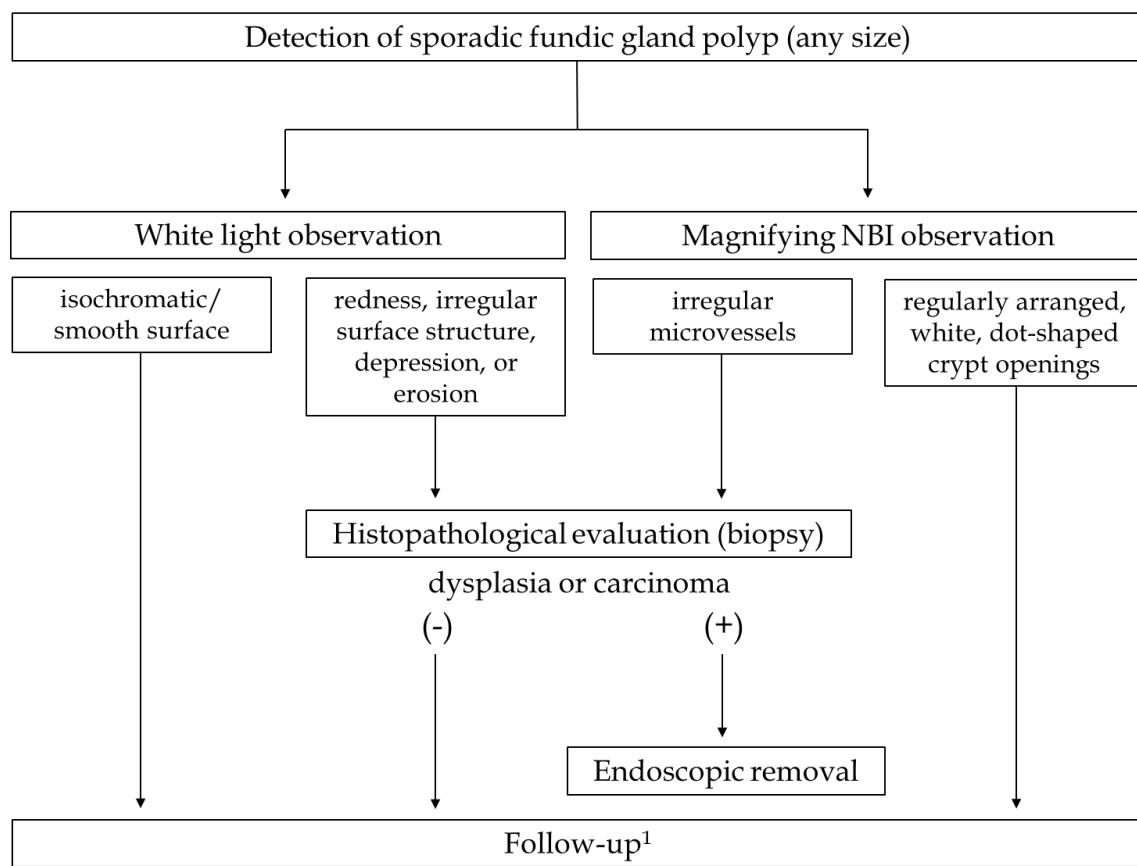 Detection of sporadic fundic gland polyp (any size)
White light observation
Magnifying NBI observation
isochromatic/
smooth surface
redness, irregular
surface structure,
depression, or
erosion
irregular
microvessels
regularly arranged,
white, dot-shaped
crypt openings
Histopathological evaluation (biopsy)
dysplasia or carcinoma
(-)
(+)
Endoscopic removal
Follow-up¹